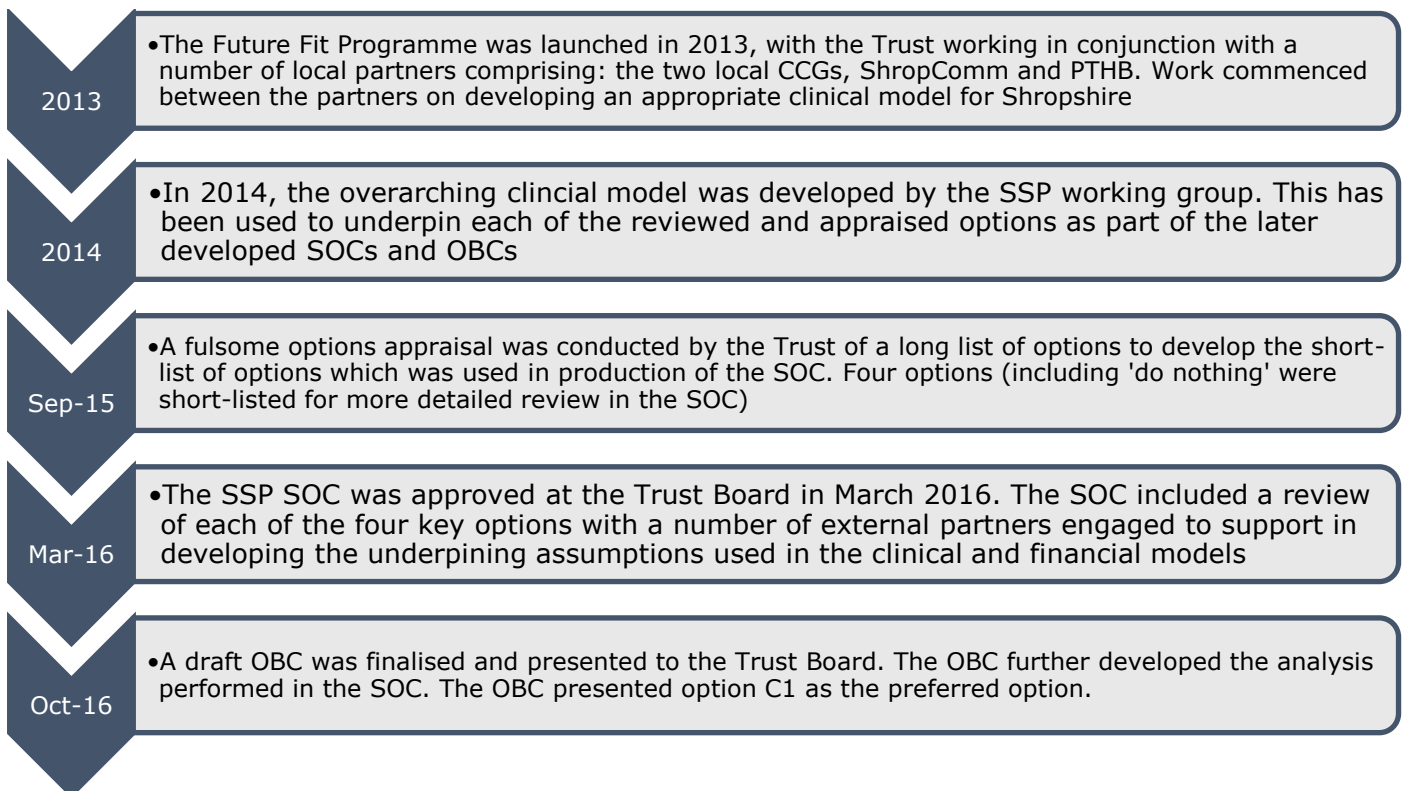 2013
•The Future Fit Programme was launched in 2013, with the Trust working in conjunction with a
number of local partners comprising: the two local CCGs, ShropComm and PTHB. Work commenced
between the partners on developing an appropriate clinical model for Shropshire
2014
•In 2014, the overarching clincial model was developed by the SSP working group. This has
been used to underpin each of the reviewed and appraised options as part of the later
developed SOCs and OBCs
Sep-15
•A fulsome options appraisal was conducted by the Trust of a long list of options to develop the short-
list of options which was used in production of the SOC. Four options (including 'do nothing' were
short-listed for more detailed review in the SOC)
Mar-16
•The SSP SOC was approved at the Trust Board in March 2016. The SOC included a review
of each of the four key options with a number of external partners engaged to support in
developing the underpining assumptions used in the clinical and financial models
Oct-16
•A draft OBC was finalised and presented to the Trust Board. The OBC further developed the analysis
performed in the SOC. The OBC presented option C1 as the preferred option.